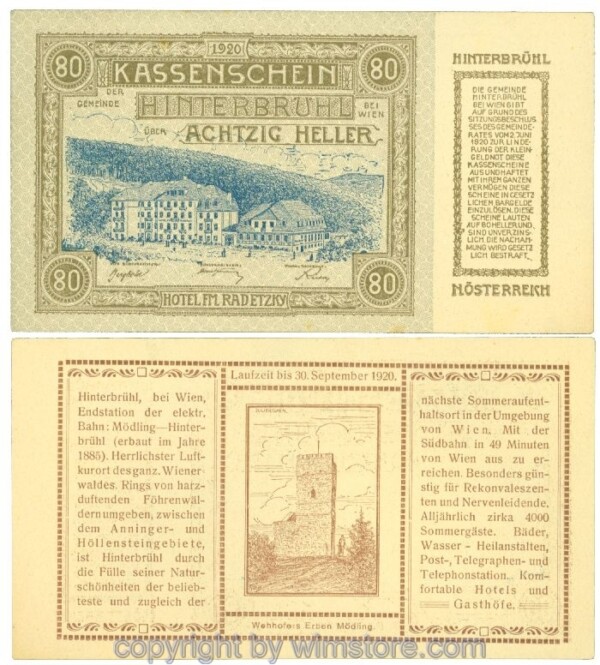 1920
80
KASSENSCHEIN
80
DER
GEMEINDE
HINTERBRÜHL
BEI
WIEN
ÜBER
ACHTZIG HELLER
80
80
HOTEL FM. RADETZKY
HINTERBRÜHL
DIE GEMEINDE
HINTERBRÜHL
BEI WIEN GIBT
AUF GRUND DES
SITZUNGSBESCHLUS
SES DES GEMEINDE-
RATES VOM 2. JUNI
1920 ZUR LINDE-
RUNG DER KLEIN-
GELDNOT DIESE
KASSENSCHEINE
AUS UND HAFTET
MIT IHREM GANZEN
VERMÖGEN DIESE
SCHEINE IN GESETZ
LICHEM BARGELDE
EINZULÖSEN. DIESE
SCHEINE LAUTEN
AUF 80 HELLER UND
SIND UNVERZINS-
LICH DIE NACHAH-
MUNG WIRD GESETZ
LICH BESTRAFT.
N.ÖSTERREICH
Hinterbrühl, bei Wien,
Endstation der elektr.
Bahn: Mödling—Hinter-
brühl (erbaut im Jahre
1885). Herrlichster Luft-
kurort des ganz. Wiener-
waldes. Rings von harz-
duftenden Föhrenwäl-
dern umgeben, zwischen
dem Anninger- und
Höllensteingebiete,
ist Hinterbrühl durch
die Fülle seiner Natur-
schönheiten der belieb-
teste und zugleich der
Laufzeit bis 30. September 1920.
Wehhofers Erben Mödling.
nächste Sommeraufent-
haltsort in der Umgebung
von Wien. Mit der
Südbahn in 49 Minuten
von Wien aus zu er-
reichen. Besonders gün-
stig für Rekonvaleszen-
ten und Nervenleidende.
Alljährlich zirka 4000
Sommergäste. Bäder,
Wasser-Heilanstalten,
Post-, Telegraphen- und
Telephonstation. Kom-
fortable Hotels und
Gasthöfe.
copyright by wlmstore.com